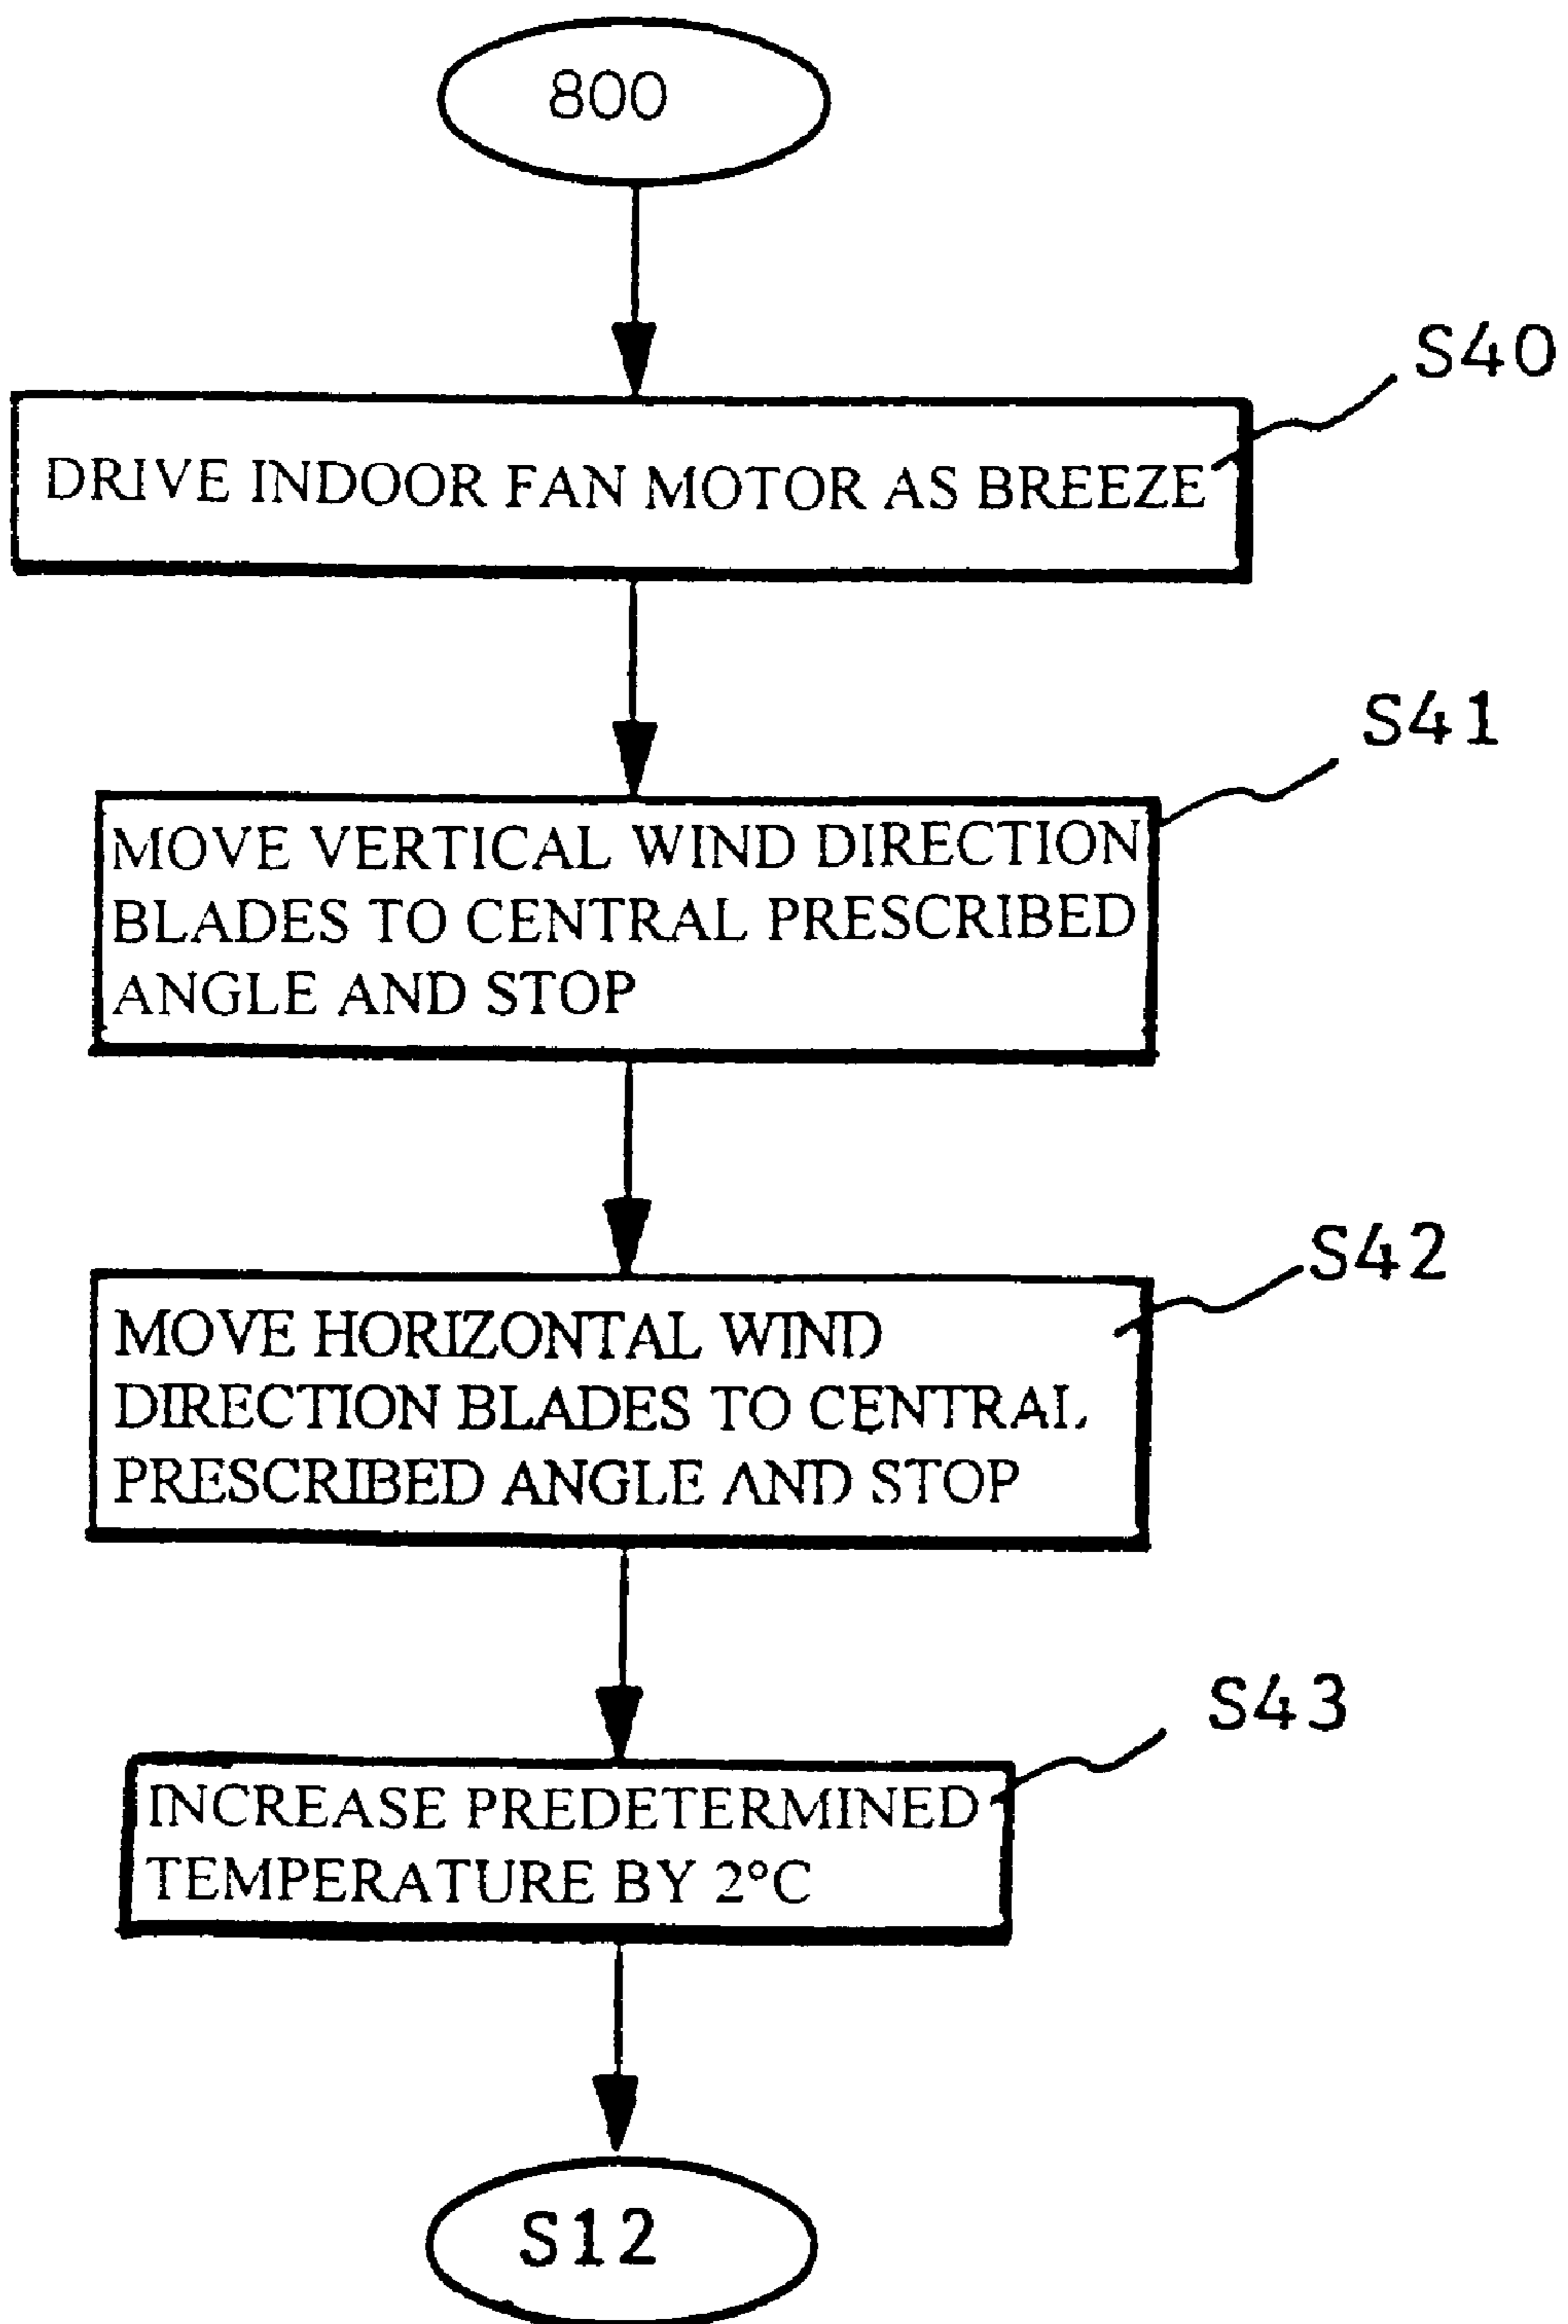 800
S40
DRIVE INDOOR FAN MOTOR AS BREEZE
S41
MOVE VERTICAL WIND DIRECTION
BLADES TO CENTRAL PRESCRIBED
ANGLE AND STOP
S42
MOVE HORIZONTAL WIND
DIRECTION BLADES TO CENTRAL
PRESCRIBED ANGLE AND STOP
S43
INCREASE PREDETERMINED
TEMPERATURE BY 2°C
S12